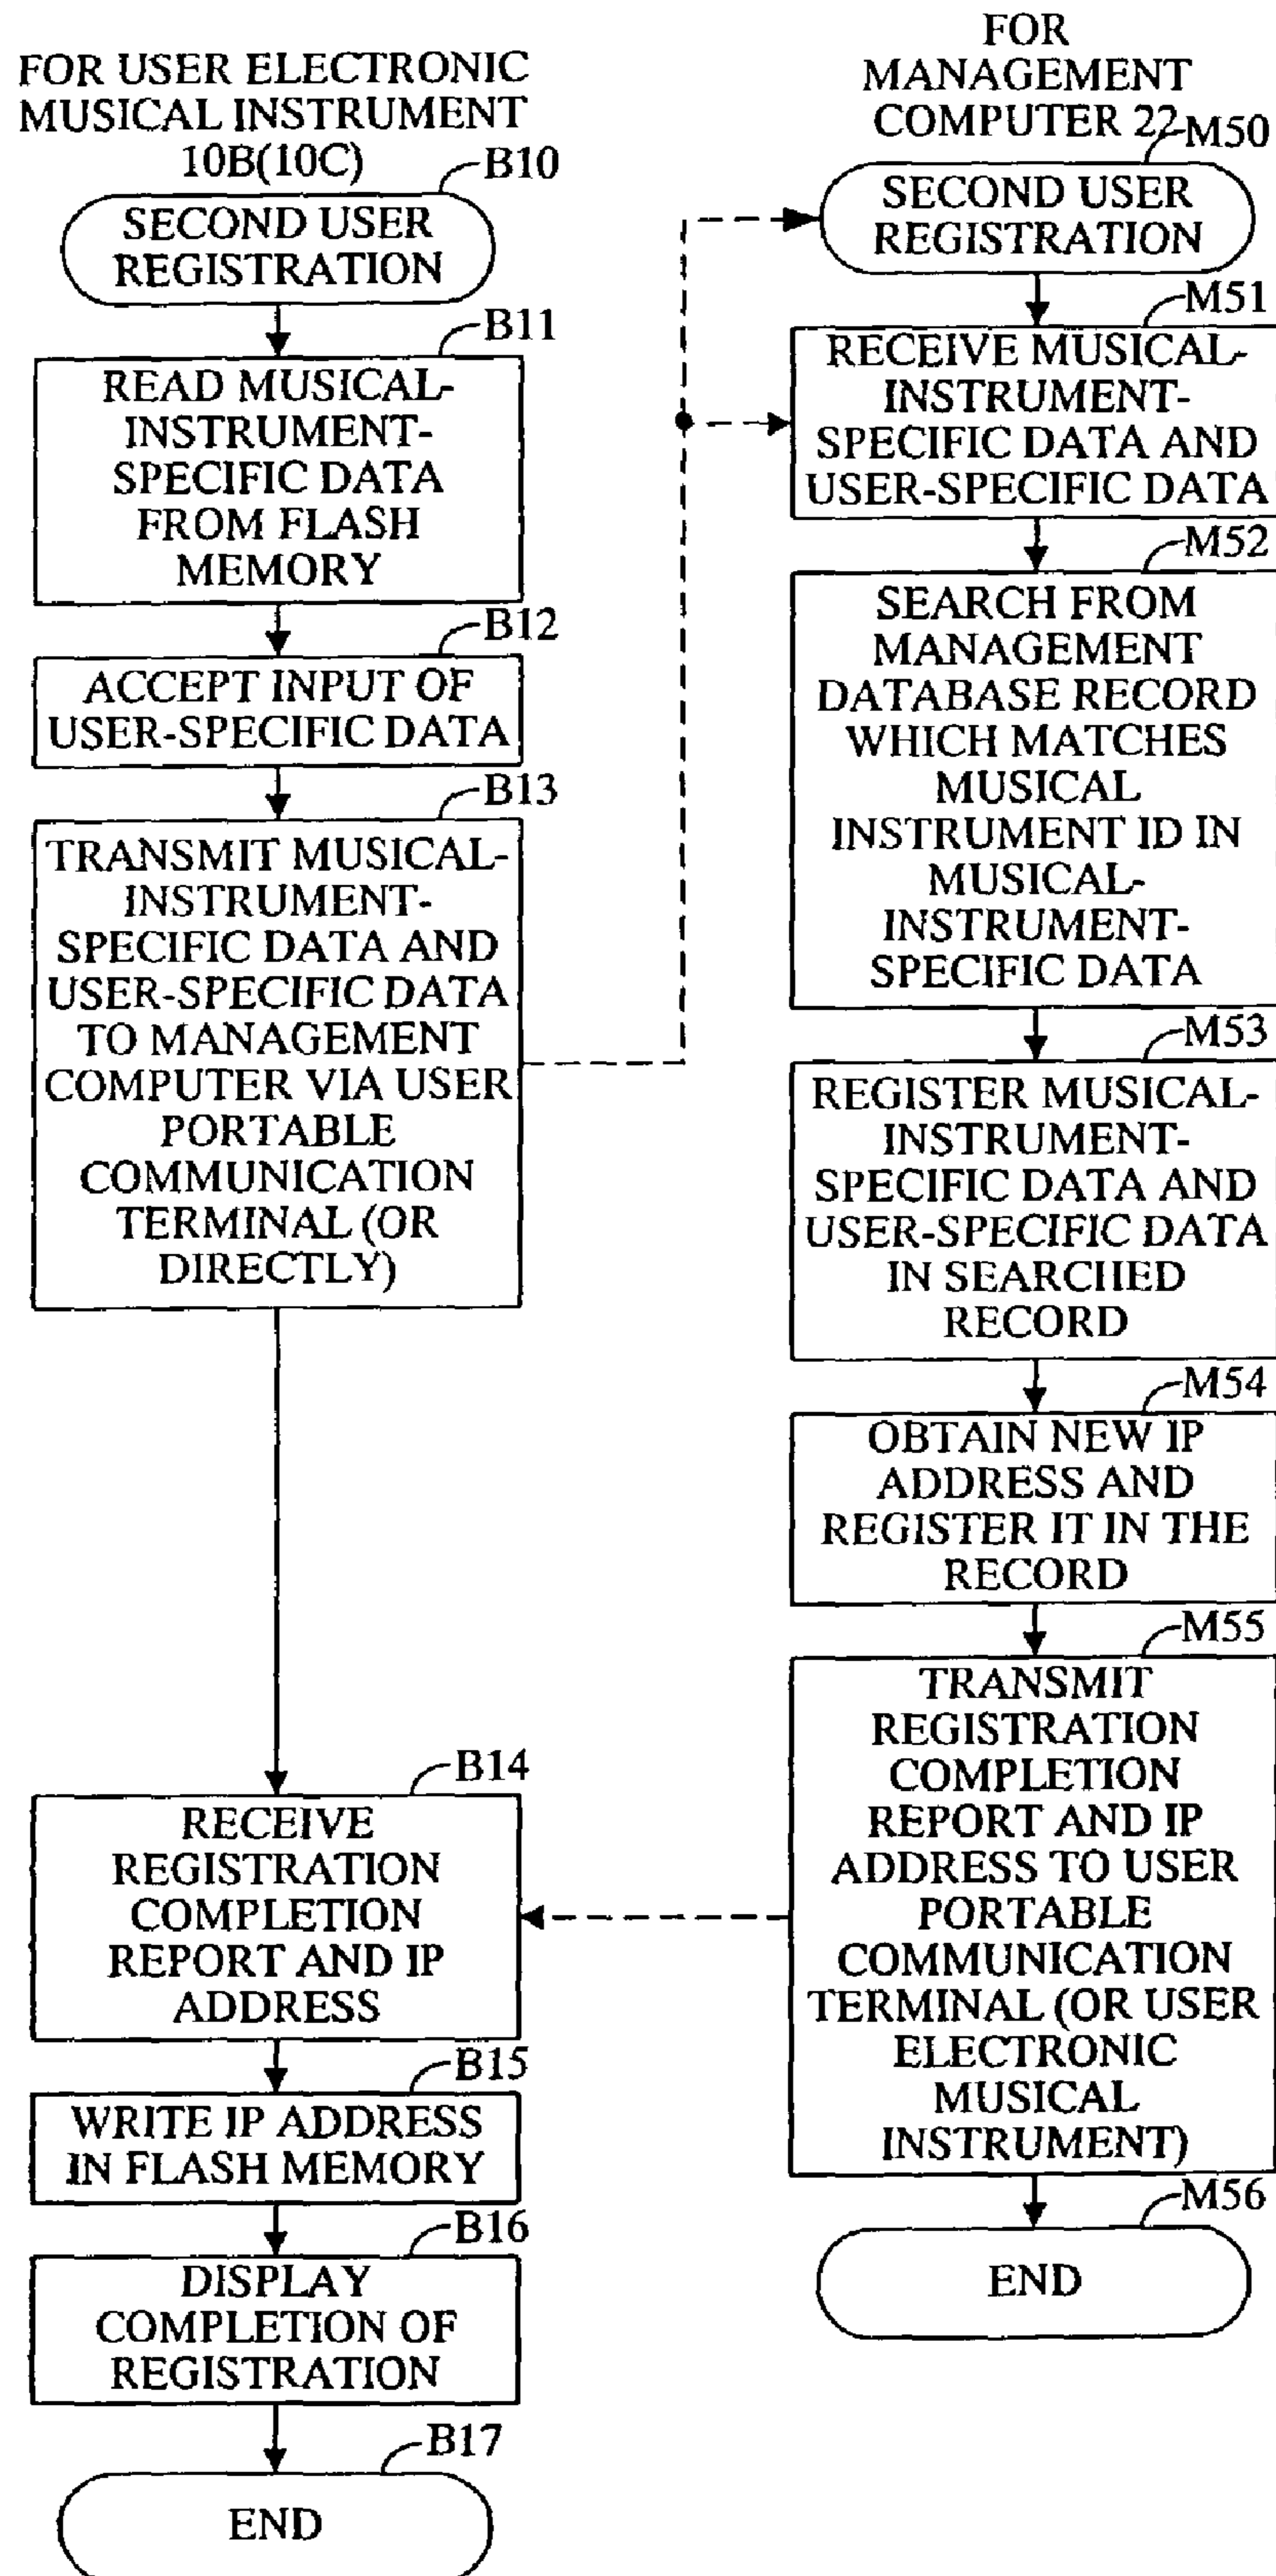 FOR USER ELECTRONIC
MUSICAL INSTRUMENT
10B(10C)
B10
SECOND USER
REGISTRATION
B11
READ MUSICAL-
INSTRUMENT-
SPECIFIC DATA
FROM FLASH
MEMORY
B12
ACCEPT INPUT OF
USER-SPECIFIC DATA
B13
TRANSMIT MUSICAL-
INSTRUMENT-
SPECIFIC DATA AND
USER-SPECIFIC DATA
TO MANAGEMENT
COMPUTER VIA USER
PORTABLE
COMMUNICATION
TERMINAL (OR
DIRECTLY)
B14
RECEIVE
REGISTRATION
COMPLETION
REPORT AND IP
ADDRESS
B15
WRITE IP ADDRESS
IN FLASH MEMORY
B16
DISPLAY
COMPLETION OF
REGISTRATION
B17
END
FOR
MANAGEMENT
COMPUTER 22
M50
SECOND USER
REGISTRATION
M51
RECEIVE MUSICAL-
INSTRUMENT-
SPECIFIC DATA AND
USER-SPECIFIC DATA
M52
SEARCH FROM
MANAGEMENT
DATABASE RECORD
WHICH MATCHES
MUSICAL
INSTRUMENT ID IN
MUSICAL-
INSTRUMENT-
SPECIFIC DATA
M53
REGISTER MUSICAL-
INSTRUMENT-
SPECIFIC DATA AND
USER-SPECIFIC DATA
IN SEARCHED
RECORD
M54
OBTAIN NEW IP
ADDRESS AND
REGISTER IT IN THE
RECORD
M55
TRANSMIT
REGISTRATION
COMPLETION
REPORT AND IP
ADDRESS TO USER
PORTABLE
COMMUNICATION
TERMINAL (OR USER
ELECTRONIC
MUSICAL
INSTRUMENT)
M56
END